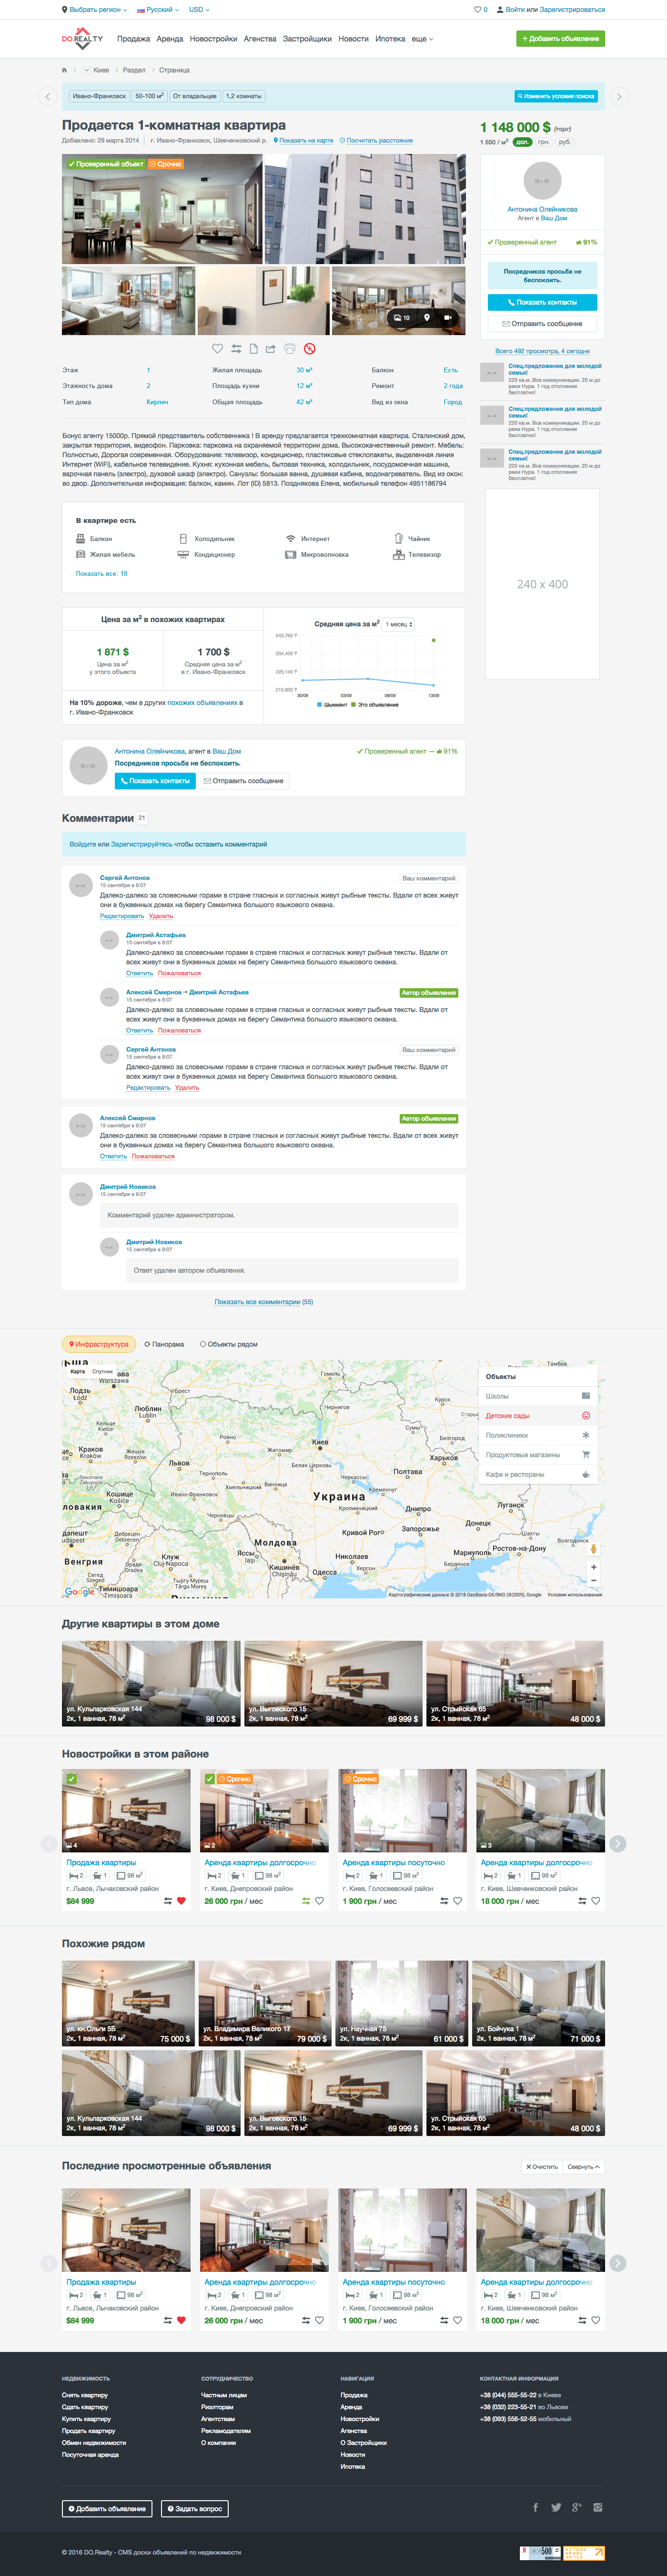 Выбрать регион Русский USD 0 Войти или Зарегистрироваться
DO.REALTY Продажа Аренда Новостройки Агенства Застройщики Новости Ипотека еще + Добавить объявление
Киев Раздел Страница
Ивано-Франковск 50-100 м² От владельцев 1,2 комнаты Изменить условия поиска
Продается 1-комнатная квартира
Добавлено: 29 марта 2014 г. Ивано-Франковск, Шевченковский р. Показать на карте Посчитать расстояние
1 148 000 $ (торг)
1 550 / м² дол. грн. руб.
Проверенный объект Срочно
10
Антонина Олейникова
Агент в Ваш Дом
Проверенный агент 91%
Посредников просьба не
беспокоить.
Показать контакты
Отправить сообщение
Всего 492 просмотра, 4 сегодня
Спец.предложение для молодой
семьи!
220 кв.м. Все коммуникации. 20 м до
реки Нура. 1 год отопления
бесплатно!
Спец.предложение для молодой
семьи!
220 кв.м. Все коммуникации. 20 м до
реки Нура. 1 год отопления
бесплатно!
Спец.предложение для молодой
семьи!
220 кв.м. Все коммуникации. 20 м до
реки Нура. 1 год отопления
бесплатно!
240 x 400
Этаж 1 Жилая площадь 30 м² Балкон Есть
Этажность дома 2 Площадь кухни 12 м² Ремонт 2 года
Тип дома Кирпич Общая площадь 42 м² Вид из окна Город
Бонус агенту 15000р. Прямой представитель собственника ! В аренду предлагается трехкомнатная квартира. Сталинский дом,
закрытая территория, видеофон. Парковка: парковка на охраняемой территории дома. Высококачественный ремонт. Мебель:
Полностью, Дорогая современная. Оборудование: телевизор, кондиционер, пластиковые стеклопакеты, выделенная линия
Интернет (WiFi), кабельное телевидение. Кухня: кухонная мебель, бытовая техника, холодильник, посудомоечная машина,
варочная панель (электро), духовой шкаф (электро). Санузлы: большая ванна, душевая кабина, водонагреватель. Вид из окон:
во двор. Дополнительная информация: балкон, камин. Лот (ID) 5813. Позднякова Елена, мобильный телефон 4951186794
В квартире есть
Балкон Холодильник Интернет Чайник
Жилая мебель Кондиционер Микроволновка Телевизор
Показать все: 18
Цена за м² в похожих квартирах
1 871 $ 1 700 $
Цена за м² Средняя цена за м²
у этого объекта в г. Ивано-Франковск
На 10% дороже, чем в других похожих объявлениях в
г. Ивано-Франковск
Средняя цена за м² 1 месяц
243,760 ₸
234,450 ₸
225,140 ₸
215,830 ₸
30/08 03/09 08/09 13/09
Шымкент Это объявление
Антонина Олейникова, агент в Ваш Дом Проверенный агент — 91%
Посредников просьба не беспокоить.
Показать контакты Отправить сообщение
Комментарии 21
Войдите или Зарегистрируйтесь чтобы оставить комментарий
Сергей Антонов Ваш комментарий
15 сентября в 9:07
Далеко-далеко за словесными горами в стране гласных и согласных живут рыбные тексты. Вдали от всех живут
они в буквенных домах на берегу Семантика большого языкового океана.
Редактировать Удалить
Дмитрий Астафьев
15 сентября в 9:07
Далеко-далеко за словесными горами в стране гласных и согласных живут рыбные тексты. Вдали от
всех живут они в буквенных домах на берегу Семантика большого языкового океана.
Ответить Пожаловаться
Алексей Смирнов → Дмитрий Астафьев Автор объявления
15 сентября в 9:07
Далеко-далеко за словесными горами в стране гласных и согласных живут рыбные тексты. Вдали от
всех живут они в буквенных домах на берегу Семантика большого языкового океана.
Ответить Пожаловаться
Сергей Антонов Ваш комментарий
15 сентября в 9:07
Далеко-далеко за словесными горами в стране гласных и согласных живут рыбные тексты. Вдали от
всех живут они в буквенных домах на берегу Семантика большого языкового океана.
Редактировать Удалить
Алексей Смирнов Автор объявления
15 сентября в 9:07
Далеко-далеко за словесными горами в стране гласных и согласных живут рыбные тексты. Вдали от всех живут
они в буквенных домах на берегу Семантика большого языкового океана.
Ответить Пожаловаться
Дмитрий Новиков
15 сентября в 9:07
Комментарий удален администратором.
Дмитрий Новиков
15 сентября в 9:07
Ответ удален автором объявления.
Показать все комментарии (55)
Инфраструктура Панорама Объекты рядом
Карта Спутник
Объекты
Школы
Детские сады
Поликлиники
Продуктовые магазины
Кафе и рестораны
Warszawa
Лодзь
Łódź
Люблин
Lublin
Брест
Гомель
Чернигов
Курск
Сумы
Белгород
Кельце
Kielce
Жешув
Rzeszów
Ровно
Житомир
Киев
Харьков
Краков
Kraków
Львов
Тернополь
Хмельницкий
Винница
Белая Церковь
Черкассы
Полтава
Кременчуг
Кошице
Košice
Ивано-Франковск
Черновцы
Украина
Кропивницкий
Днипро
Луганск
Донецк
Кривой Рог
Запорожье
Дебрецен
Debrecen
Венгрия
Клуж
Cluj-Napoca
Яссы
Iași
Молдова
Кишинёв
Chișinău
Николаев
Херсон
Одесса
Мариуполь
Бердянск
Ростов-на-Дону
Шахты
Волгодонск
Сегед
Szeged
Тимишоара
Timișoara
Тыргу-Муреш
Târgu Mureș
Google Картографические данные © 2018 GeoBasis-DE/BKG (©2009), Google Условия использования
Другие квартиры в этом доме
ул. Кульпарковская 144 ул. Выговского 15 ул. Стрыйская 65
2к, 1 ванная, 78 м² 98 000 $ 2к, 1 ванная, 78 м² 69 999 $ 2к, 1 ванная, 78 м² 48 000 $
Новостройки в этом районе
Срочно Срочно
4 2 3
Продажа квартиры Аренда квартиры долгосрочно Аренда квартиры посуточно Аренда квартиры долгосрочно
2 1 98 м² 2 1 98 м² 2 1 98 м² 2 1 98 м²
г. Львов, Лычаковский район г. Киев, Днепровский район г. Киев, Голосеевский район г. Киев, Шевченковский район
$84 999 26 000 грн / мес 1 900 грн / мес 18 000 грн / мес
Похожие рядом
ул. кн.Ольги 5Б ул. Владимира Великого 17 ул. Научная 75 ул. Бойчука 1
2к, 1 ванная, 78 м² 75 000 $ 2к, 1 ванная, 78 м² 79 000 $ 2к, 1 ванная, 78 м² 61 000 $ 2к, 1 ванная, 78 м² 71 000 $
ул. Кульпарковская 144 ул. Выговского 15 ул. Стрыйская 65
2к, 1 ванная, 78 м² 98 000 $ 2к, 1 ванная, 78 м² 69 999 $ 2к, 1 ванная, 78 м² 48 000 $
Последние просмотренные объявления Очистить Свернуть
Продажа квартиры Аренда квартиры долгосрочно Аренда квартиры посуточно Аренда квартиры долгосрочно
2 1 98 м² 2 1 98 м² 2 1 98 м² 2 1 98 м²
г. Львов, Лычаковский район г. Киев, Днепровский район г. Киев, Голосеевский район г. Киев, Шевченковский район
$84 999 26 000 грн / мес 1 900 грн / мес 18 000 грн / мес
НЕДВИЖИМОСТЬ СОТРУДНИЧЕСТВО НАВИГАЦИЯ КОНТАКТНАЯ ИНФОРМАЦИЯ
Снять квартиру Частным лицам Продажа +38 (044) 555-55-22 в Киеве
Сдать квартиру Риэлторам Аренда +38 (032) 223-55-21 во Львове
Купить квартиру Агентствам Новостройки +38 (093) 556-52-55 мобильный
Продать квартиру Рекламодателям Агенства
Обмен недвижимости О компании О Застройщики
Посуточная аренда Новости
Ипотека
Добавить объявление Задать вопрос
© 2016 DO.Realty - CMS доски объявлений по недвижимости